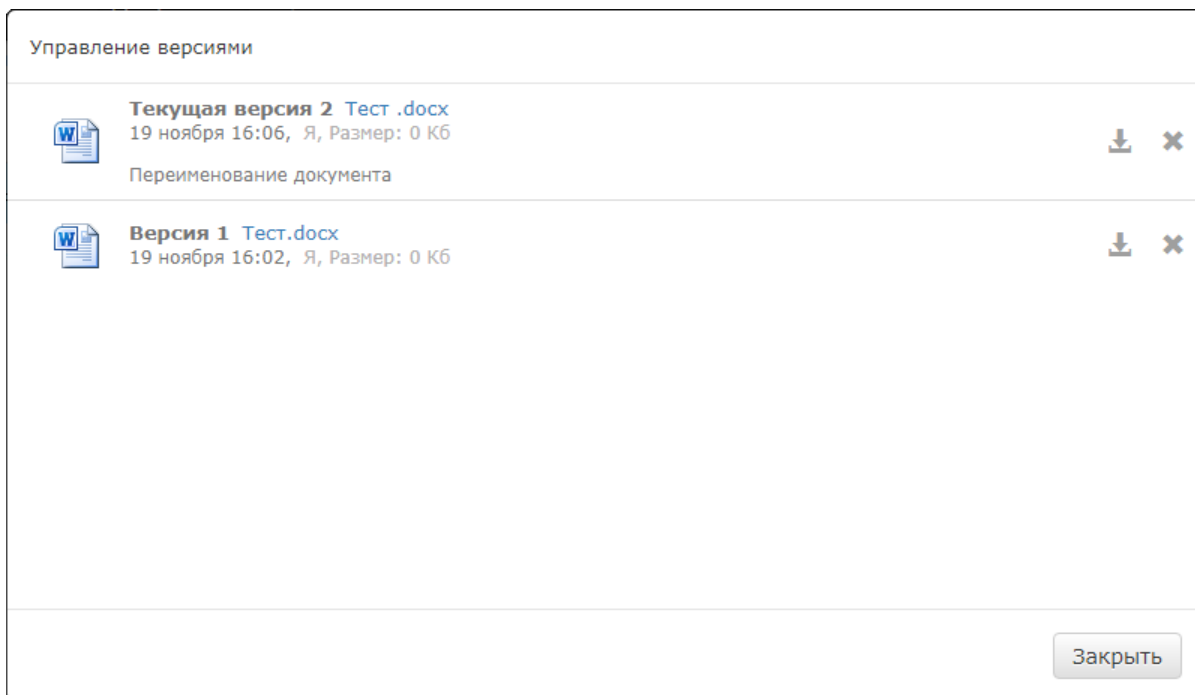 Управление версиями
Текущая версия 2 Тест .docx
19 ноября 16:06, Я, Размер: 0 Кб
Переименование документа
Версия 1 Тест.docx
19 ноября 16:02, Я, Размер: 0 Кб
Закрыть